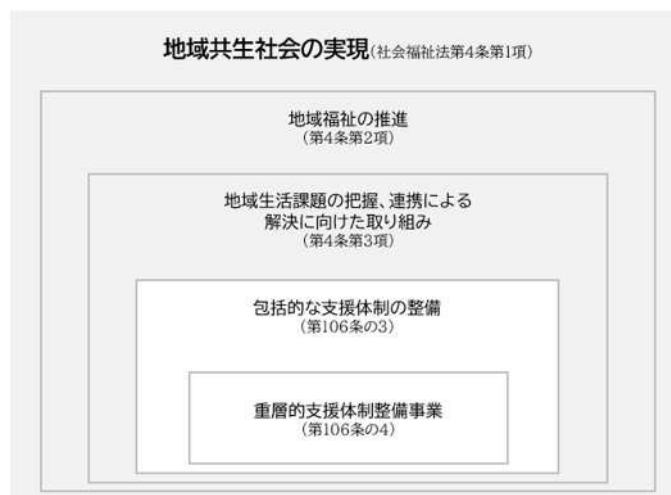 地域共生社会の実現(社会福祉法第4条第1項)
地域福祉の推進
(第4条第2項)
地域生活課題の把握、連携による
解決に向けた取り組み
(第4条第3項)
包括的な支援体制の整備
(第106条の3)
重層的支援体制整備事業
(第106条の4)